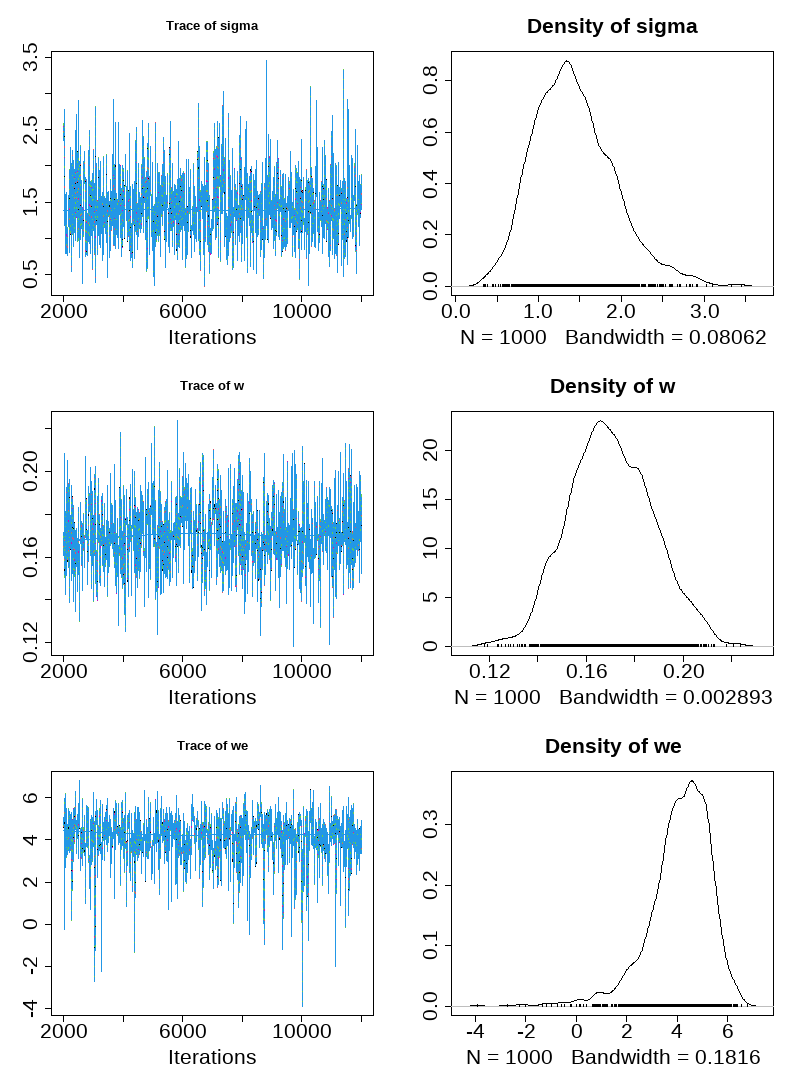 Trace of sigma
3.5
2.5
1.5
0.5
2000 6000 10000
Iterations
Density of sigma
0.8
0.6
0.4
0.2
0.0
0.0 1.0 2.0 3.0
N = 1000 Bandwidth = 0.08062
Trace of w
0.20
0.16
0.12
2000 6000 10000
Iterations
Density of w
20
15
10
5
0
0.12 0.16 0.20
N = 1000 Bandwidth = 0.002893
Trace of we
6
4
2
0
-2
-4
2000 6000 10000
Iterations
Density of we
0.3
0.2
0.1
0.0
-4 -2 0 2 4 6
N = 1000 Bandwidth = 0.1816